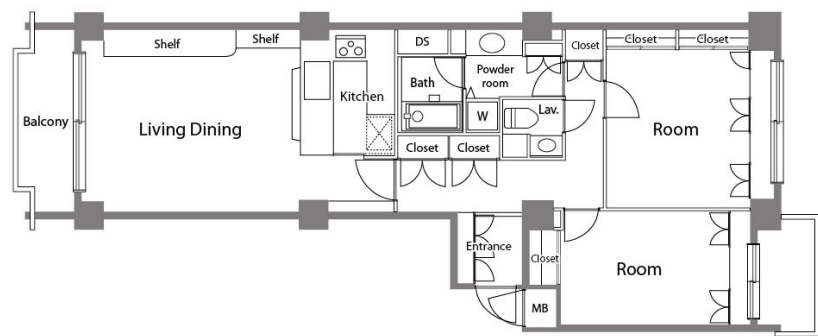 Shelf
Shelf
DS
Closet
Closet
Closet
Powder
room
Bath
Kitchen
Balcony
Living Dining
W
Lav.
Room
Closet
Closet
Entrance
Closet
Room
MB